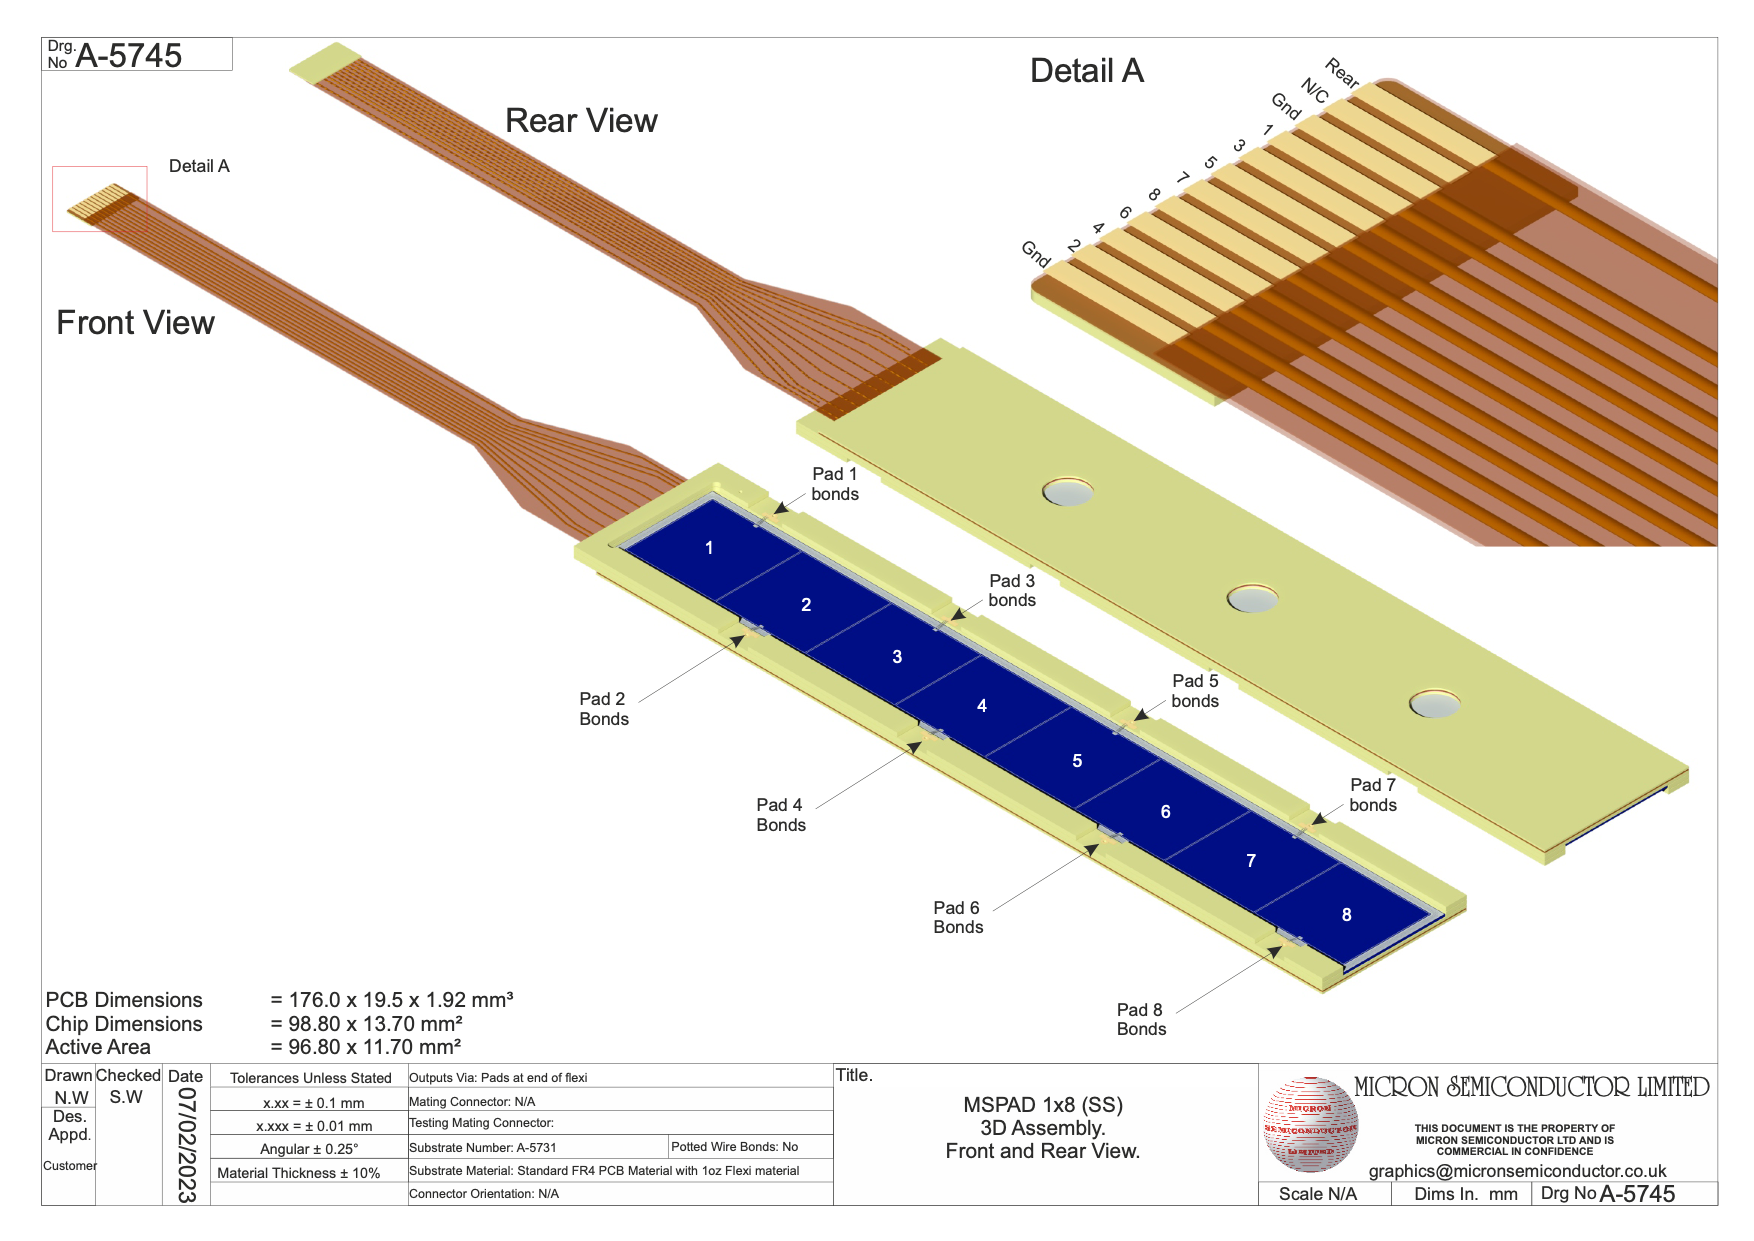 Drg.
No A-5745
Rear View
Detail A
Detail A
Front View
Rear
N/C
Gnd
1
3
5
7
8
6
4
2
Gnd
Pad 1
bonds
Pad 3
bonds
Pad 5
bonds
Pad 7
bonds
1
2
3
4
5
6
7
8
Pad 2
Bonds
Pad 4
Bonds
Pad 6
Bonds
Pad 8
Bonds
PCB Dimensions = 176.0 x 19.5 x 1.92 mm³
Chip Dimensions = 98.80 x 13.70 mm²
Active Area = 96.80 x 11.70 mm²
Drawn
N.W
Des.
Appd.
Customer
Checked
S.W
Date
07/02/2023
Tolerances Unless Stated
x.xx = ± 0.1 mm
x.xxx = ± 0.01 mm
Angular ± 0.25°
Material Thickness ± 10%
Outputs Via: Pads at end of flexi
Mating Connector: N/A
Testing Mating Connector:
Substrate Number: A-5731
Potted Wire Bonds: No
Substrate Material: Standard FR4 PCB Material with 1oz Flexi material
Connector Orientation: N/A
Title.
MSPAD 1x8 (SS)
3D Assembly.
Front and Rear View.
MICRON
SEMICONDUCTOR
LIMITED
MICRON SEMICONDUCTOR LIMITED
THIS DOCUMENT IS THE PROPERTY OF
MICRON SEMICONDUCTOR LTD AND IS
COMMERCIAL IN CONFIDENCE
graphics@micronsemiconductor.co.uk
Scale N/A
Dims In. mm
Drg No A-5745